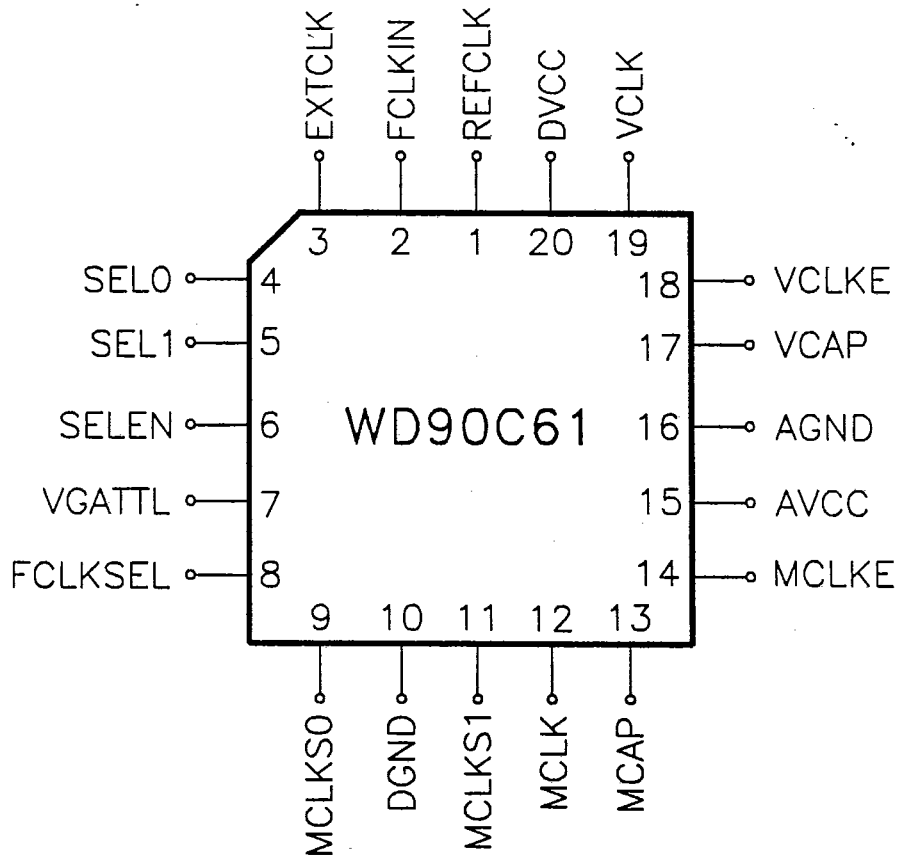 EXTCLK
FCLKIN
REFCLK
DVCC
VCLK
3 2 1 20 19
SEL0 4
18 VCLKE
SEL1 5
17 VCAP
SELEN 6
WD90C61
16 AGND
VGATTL 7
15 AVCC
FCLKSEL 8
14 MCLKE
9 10 11 12 13
MCLKS0
DGND
MCLKS1
MCLK
MCAP